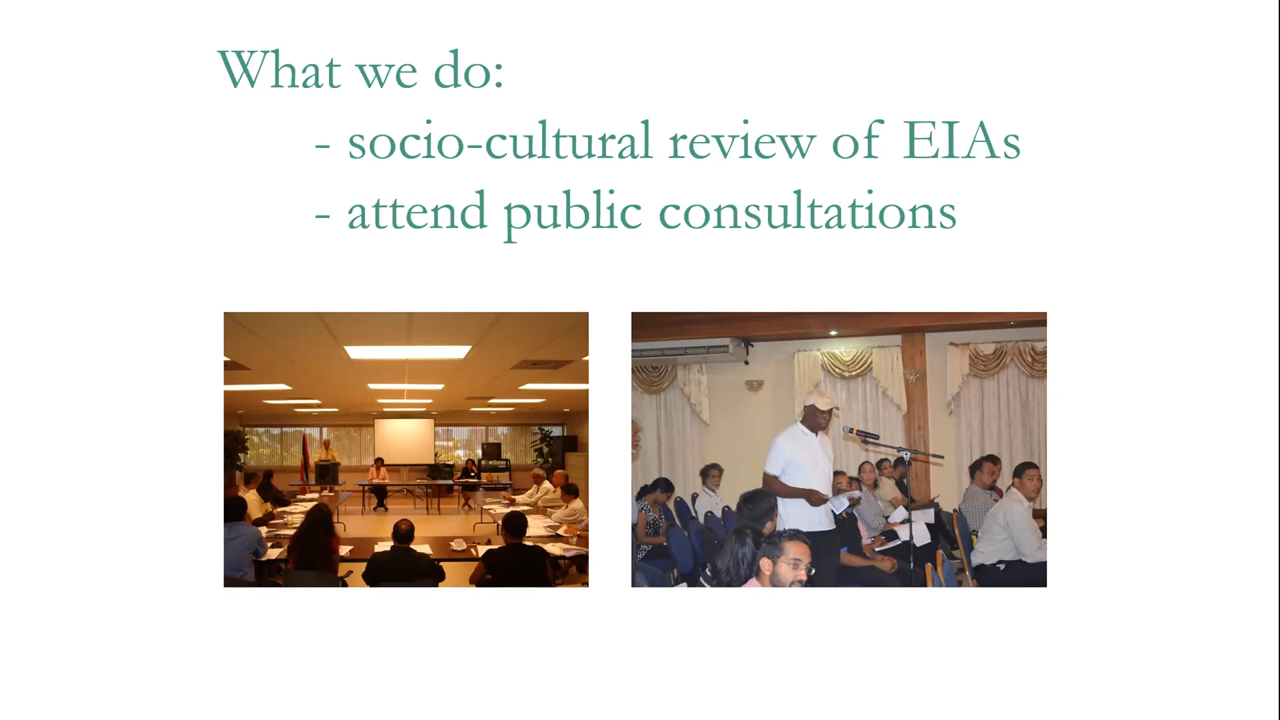 What we do:
- socio-cultural review of EIAs
- attend public consultations